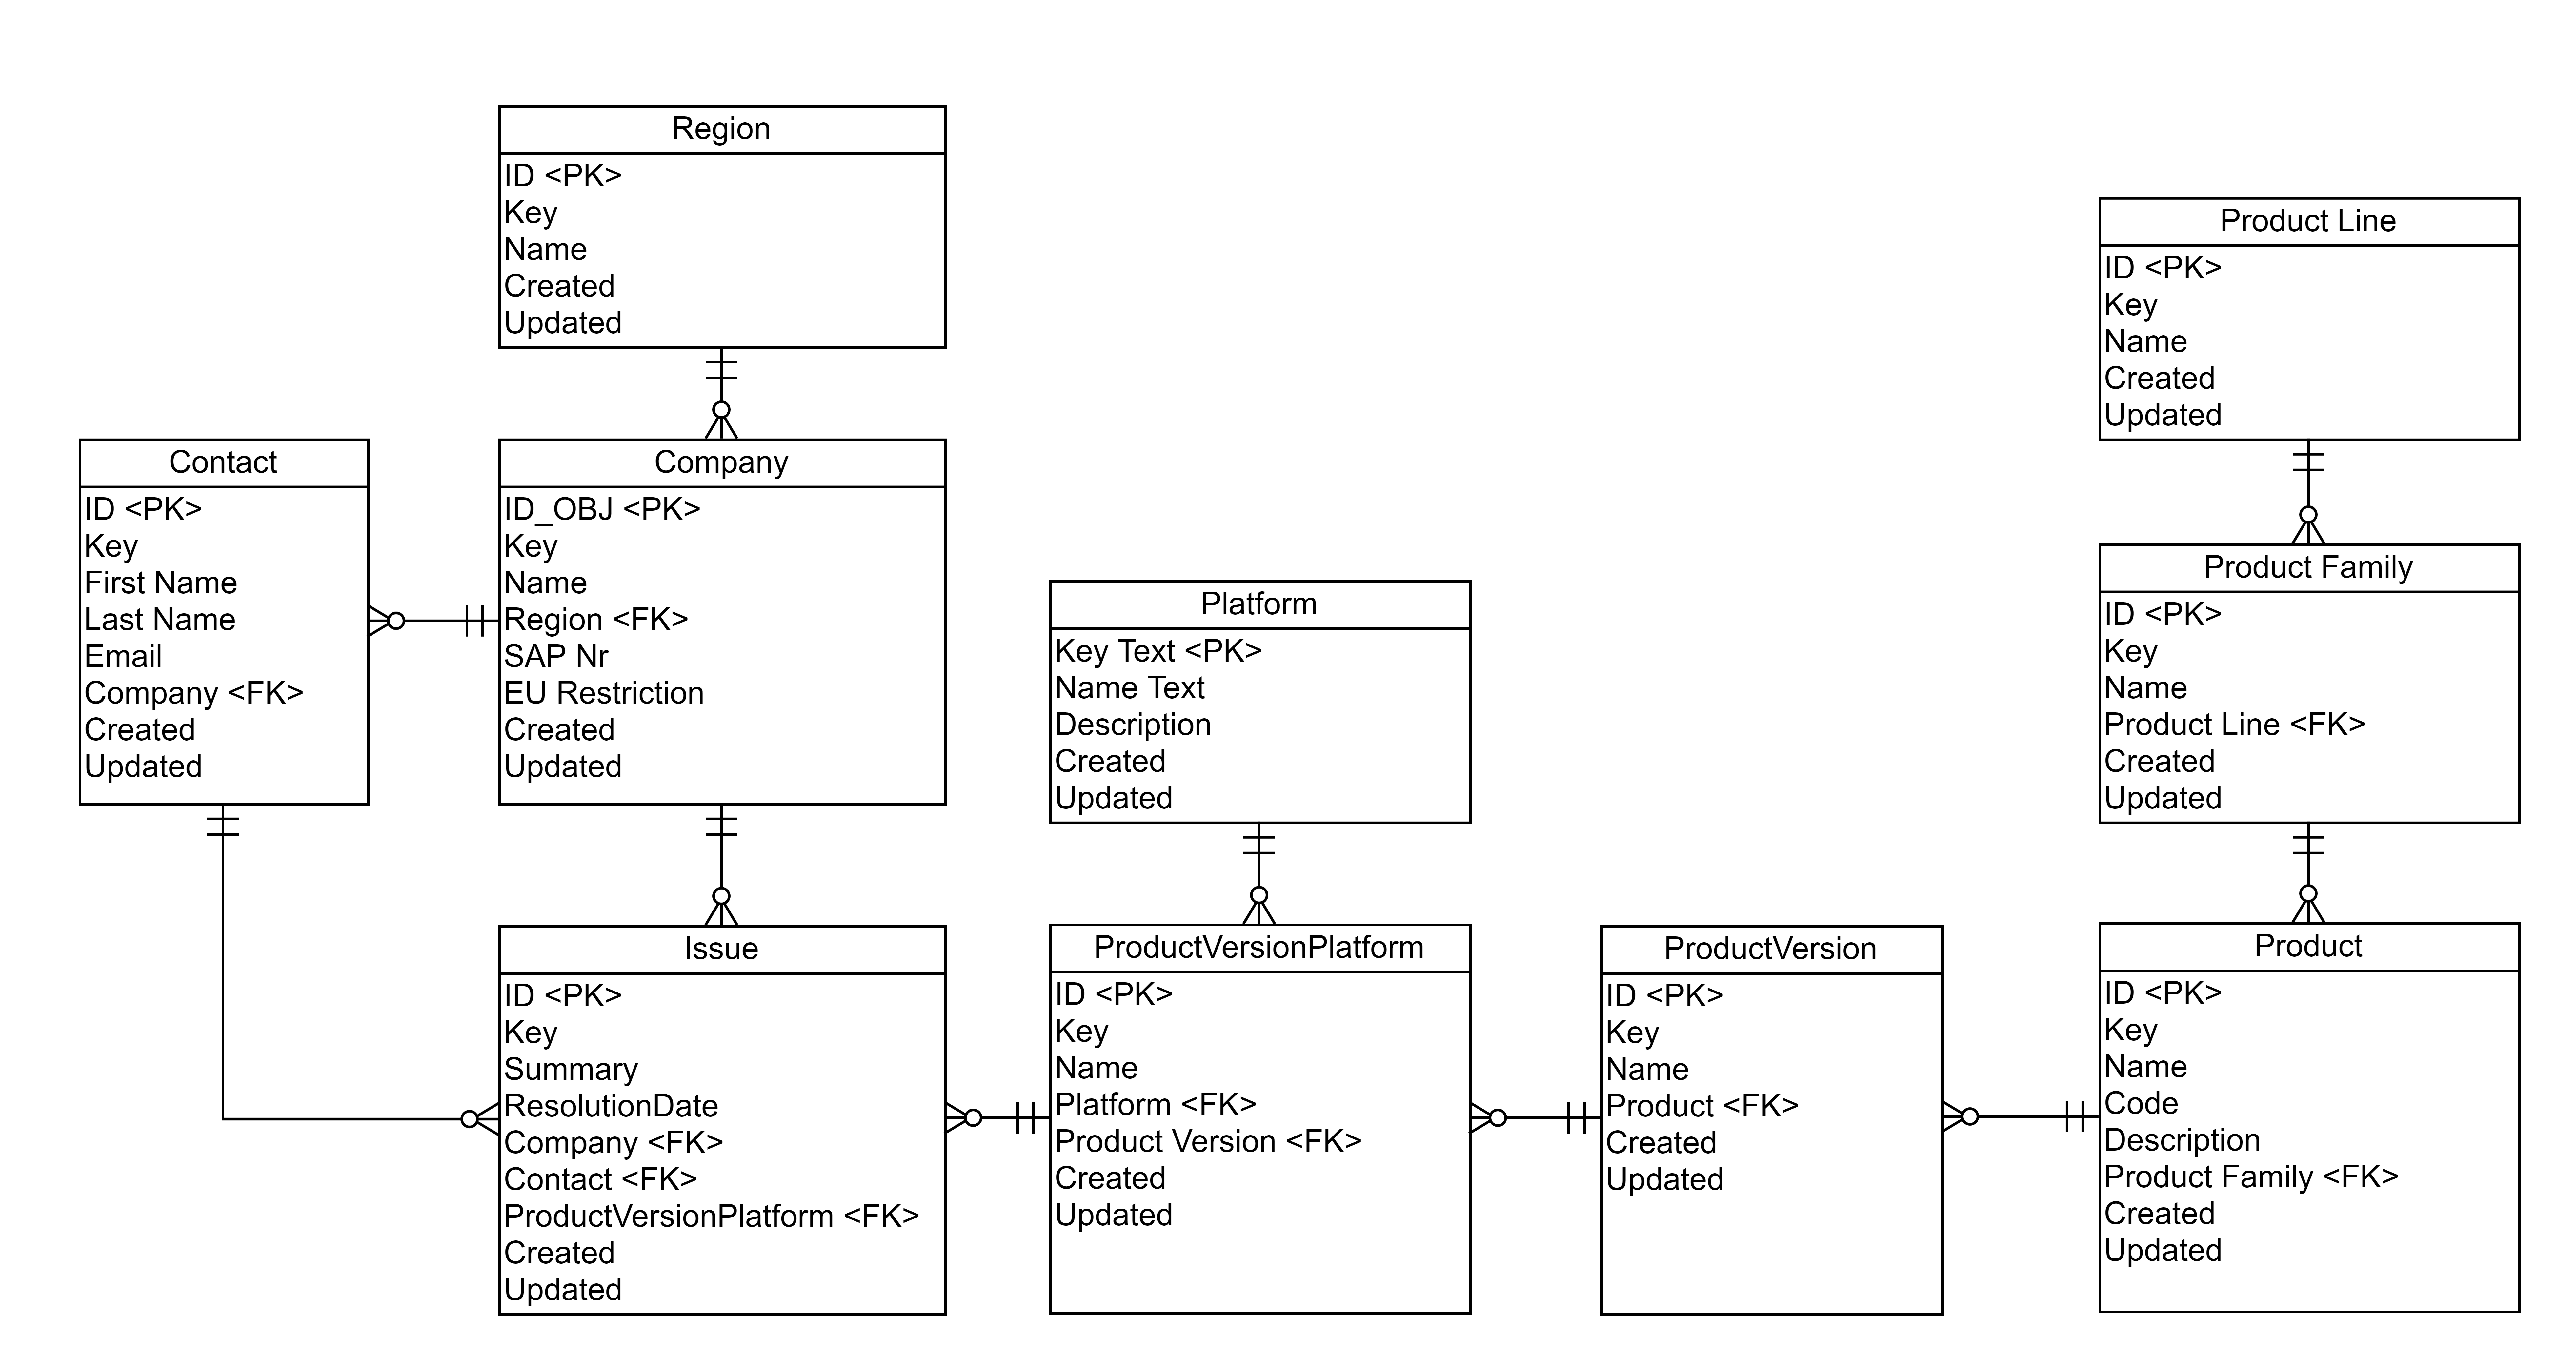 Region
ID <PK>
Key
Name
Created
Updated
Contact
ID <PK>
Key
First Name
Last Name
Email
Company <FK>
Created
Updated
Company
ID_OBJ <PK>
Key
Name
Region <FK>
SAP Nr
EU Restriction
Created
Updated
Issue
ID <PK>
Key
Summary
ResolutionDate
Company <FK>
Contact <FK>
ProductVersionPlatform <FK>
Created
Updated
Platform
Key Text <PK>
Name Text
Description
Created
Updated
ProductVersionPlatform
ID <PK>
Key
Name
Platform <FK>
Product Version <FK>
Created
Updated
ProductVersion
ID <PK>
Key
Name
Product <FK>
Created
Updated
Product Line
ID <PK>
Key
Name
Created
Updated
Product Family
ID <PK>
Key
Name
Product Line <FK>
Created
Updated
Product
ID <PK>
Key
Name
Code
Description
Product Family <FK>
Created
Updated